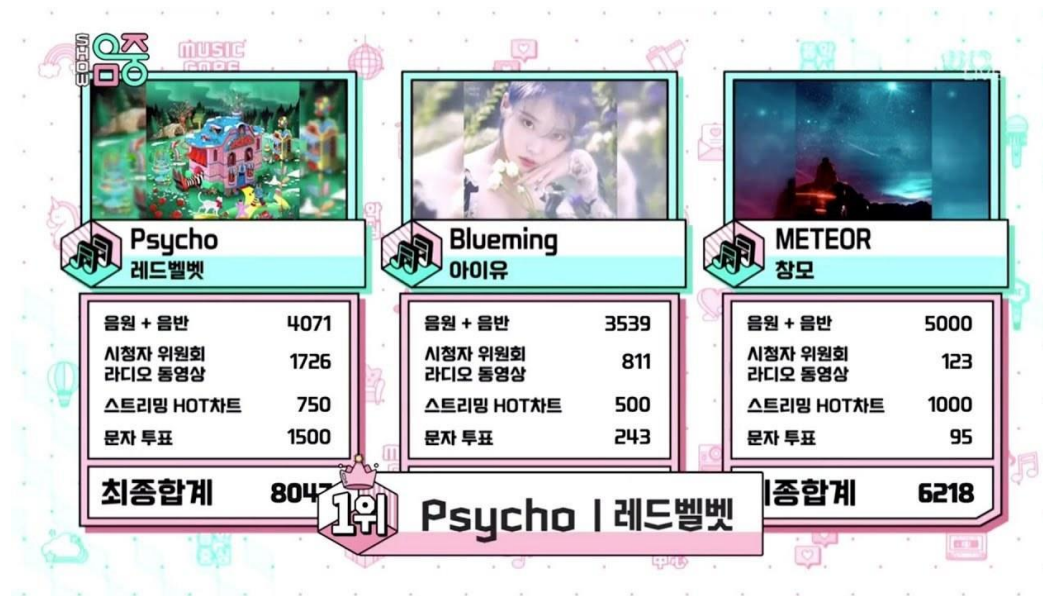 SHOW 음중
MUSIC
CORE
LIVE
Psycho
레드벨벳
음원 + 음반 4071
시청자 위원회
라디오 동영상 1726
스트리밍 HOT차트 750
문자 투표 1500
최종합계 8047
Blueming
아이유
음원 + 음반 3539
시청자 위원회
라디오 동영상 811
스트리밍 HOT차트 500
문자 투표 243
METEOR
창모
음원 + 음반 5000
시청자 위원회
라디오 동영상 123
스트리밍 HOT차트 1000
문자 투표 95
종합계 6218
1위 Psycho | 레드벨벳